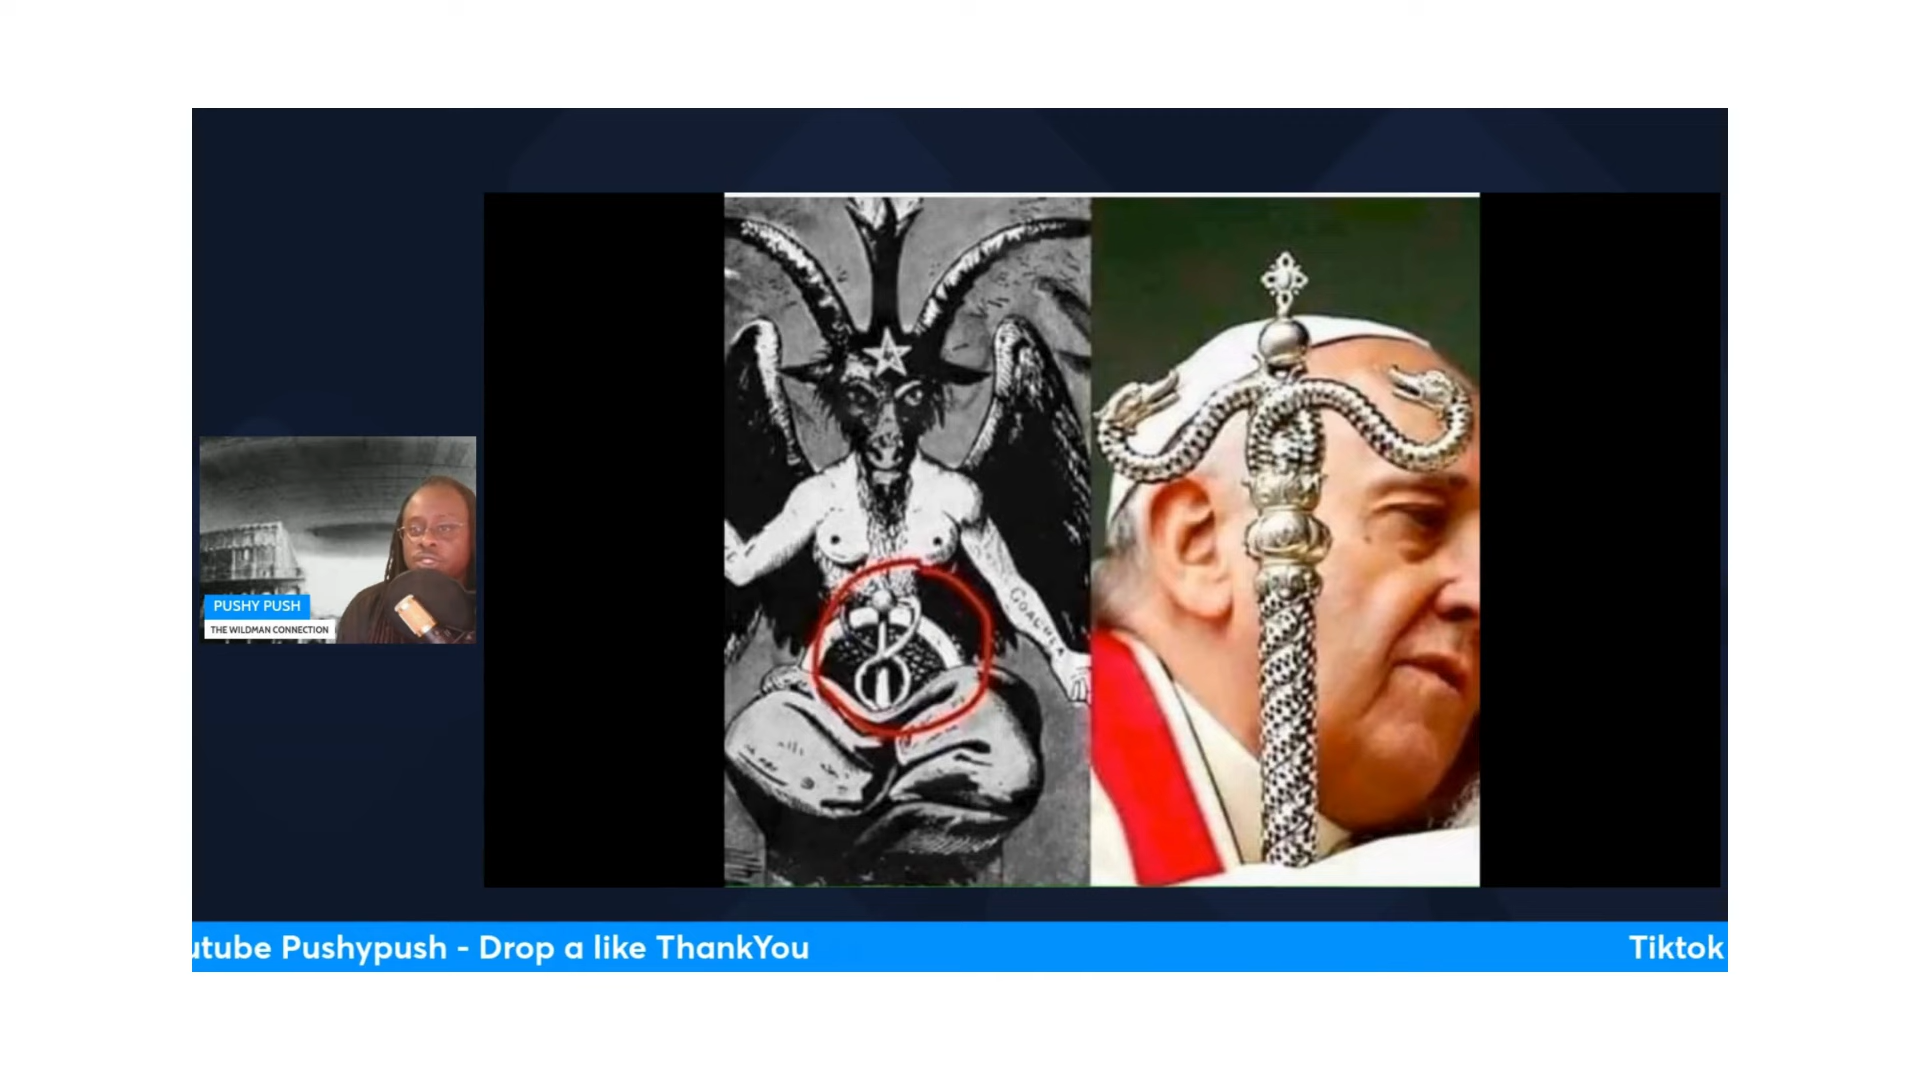 COAGULA
PUSHY PUSH
THE WILDMAN CONNECTION
utube Pushypush - Drop a like ThankYou
Tiktok